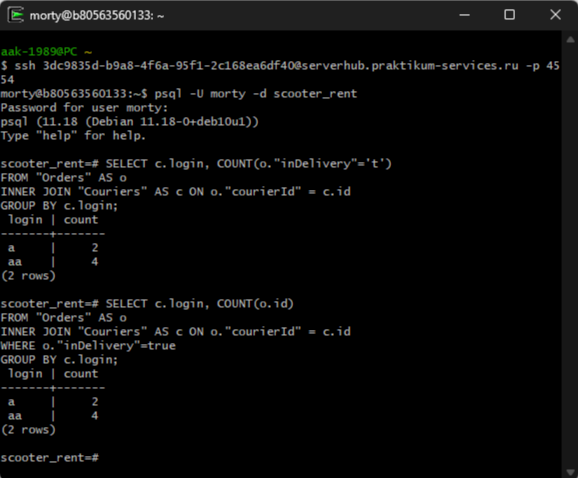 morty@b80563560133: ~
aak-1989@PC ~
$ ssh 3dc9835d-b9a8-4f6a-95f1-2c168ea6df40@serverhub.praktikum-services.ru -p 45
54
morty@b80563560133:~$ psql -U morty -d scooter_rent
Password for user morty:
psql (11.18 (Debian 11.18-0+deb10u1))
Type "help" for help.
scooter_rent=# SELECT c.login, COUNT(o."inDelivery"='t')
FROM "Orders" AS o
INNER JOIN "Couriers" AS c ON o."courierId" = c.id
GROUP BY c.login;
 login | count
-------+-------
 a     |     2
 aa    |     4
(2 rows)
scooter_rent=# SELECT c.login, COUNT(o.id)
FROM "Orders" AS o
INNER JOIN "Couriers" AS c ON o."courierId" = c.id
WHERE o."inDelivery"=true
GROUP BY c.login;
 login | count
-------+-------
 a     |     2
 aa    |     4
(2 rows)
scooter_rent=#